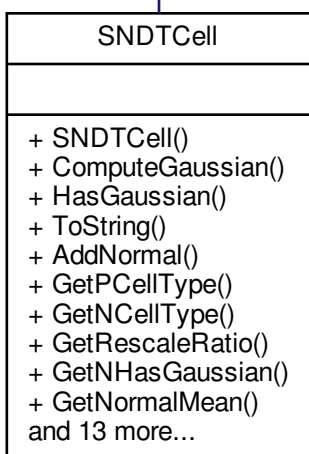 SNDTCell
+ SNDTCell()
+ ComputeGaussian()
+ HasGaussian()
+ ToString()
+ AddNormal()
+ GetPCellType()
+ GetNCellType()
+ GetRescaleRatio()
+ GetNHasGaussian()
+ GetNormalMean()
and 13 more...